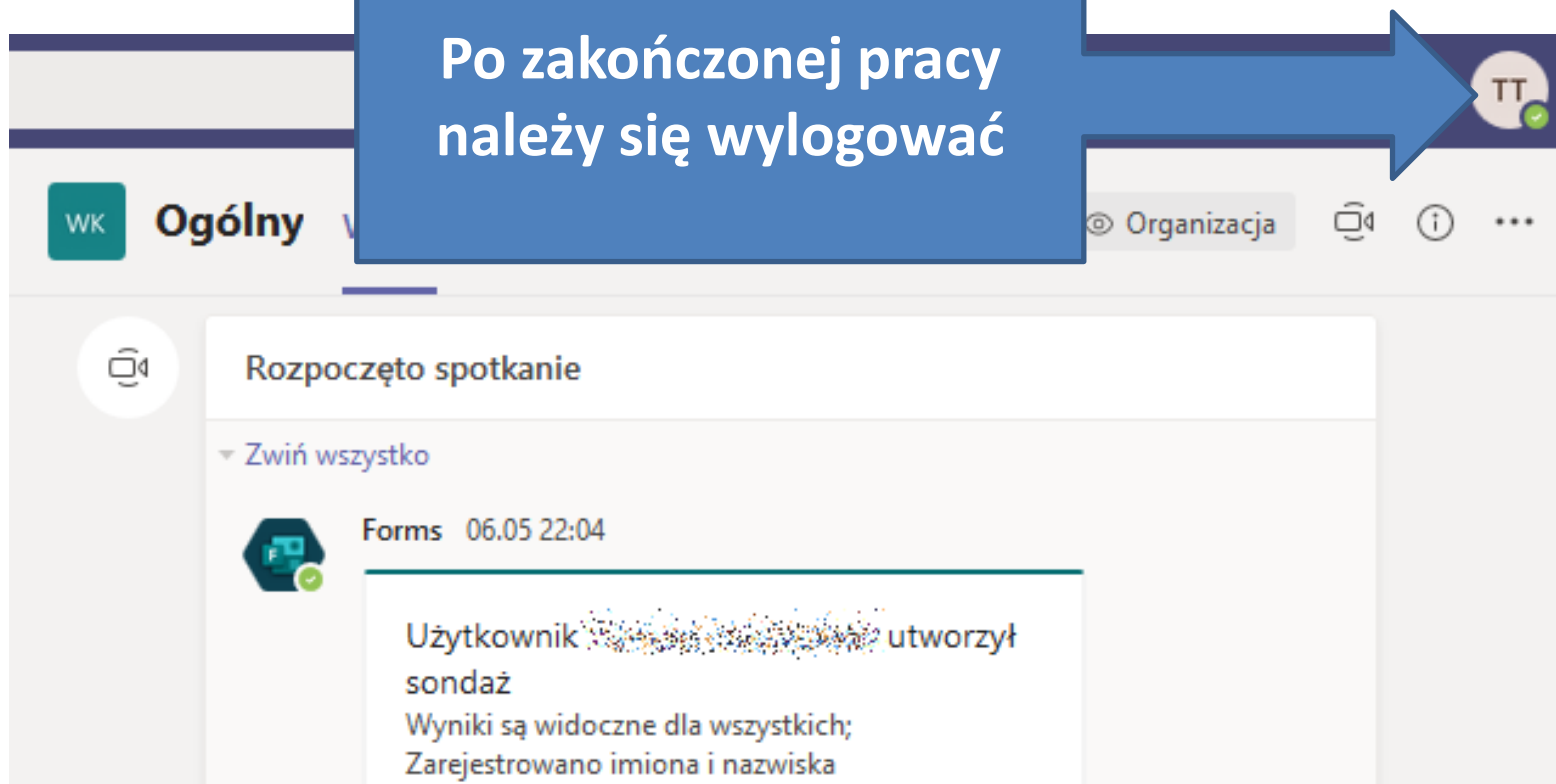 Po zakończonej pracy
należy się wylogować
TT
WK Ogólny Organizacja
Rozpoczęto spotkanie
Zwiń wszystko
Forms 06.05 22:04
Użytkownik utworzył
sondaż
Wyniki są widoczne dla wszystkich;
Zarejestrowano imiona i nazwiska